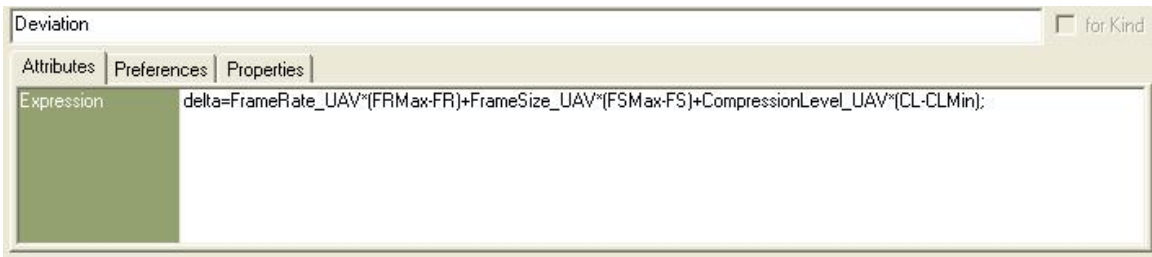 Deviation
for Kind
Attributes Preferences Properties
Expression delta=FrameRate_UAV*(FRMax-FR)+FrameSize_UAV*(FSMax-FS)+CompressionLevel_UAV*(CL-CLMin);